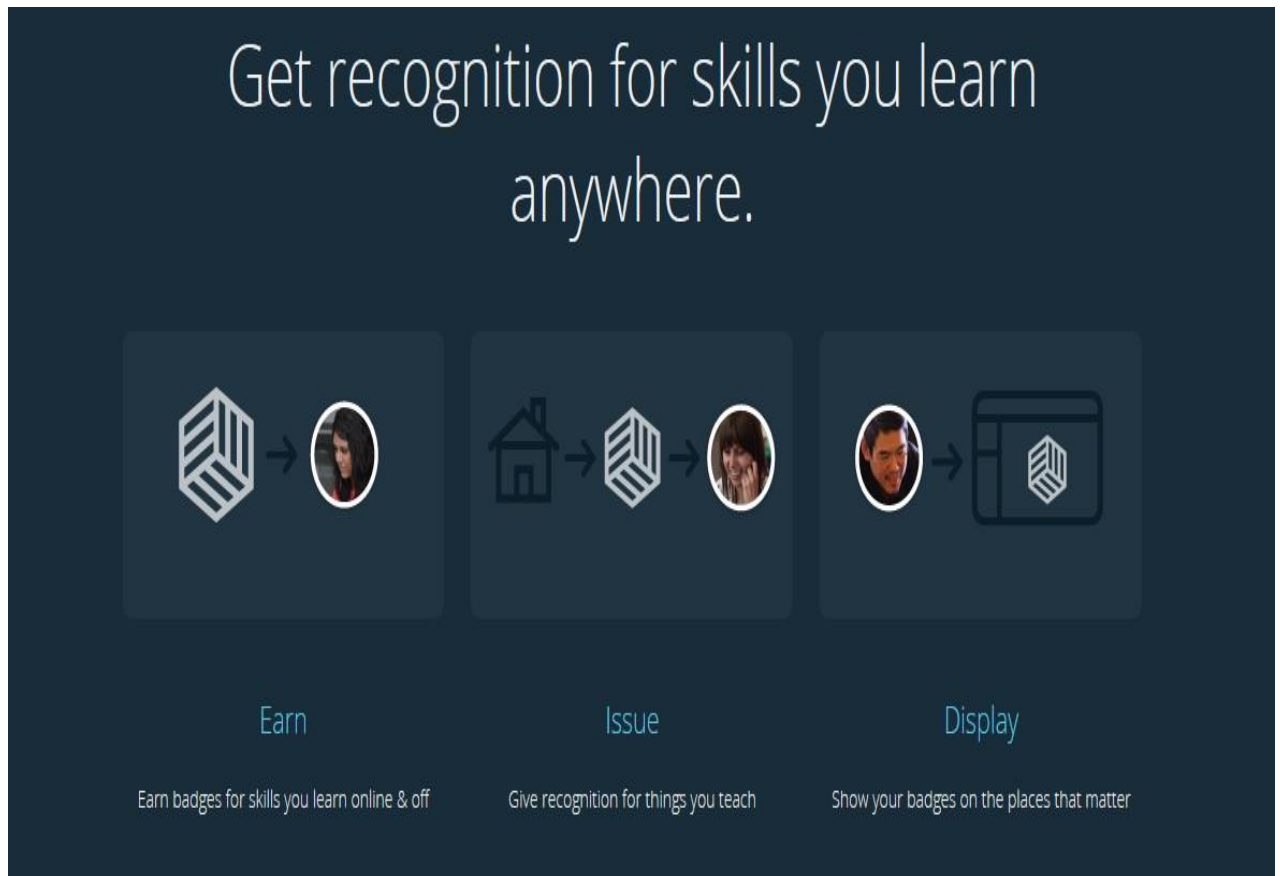 Get recognition for skills you learn
anywhere.
Earn
Earn badges for skills you learn online & off
Issue
Give recognition for things you teach
Display
Show your badges on the places that matter